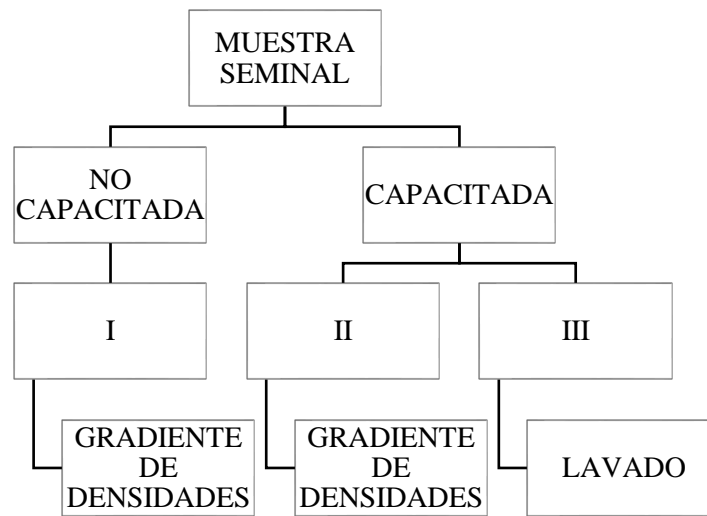 MUESTRA
SEMINAL
NO
CAPACITADA
CAPACITADA
I
II
III
GRADIENTE
DE
DENSIDADES
GRADIENTE
DE
DENSIDADES
LAVADO